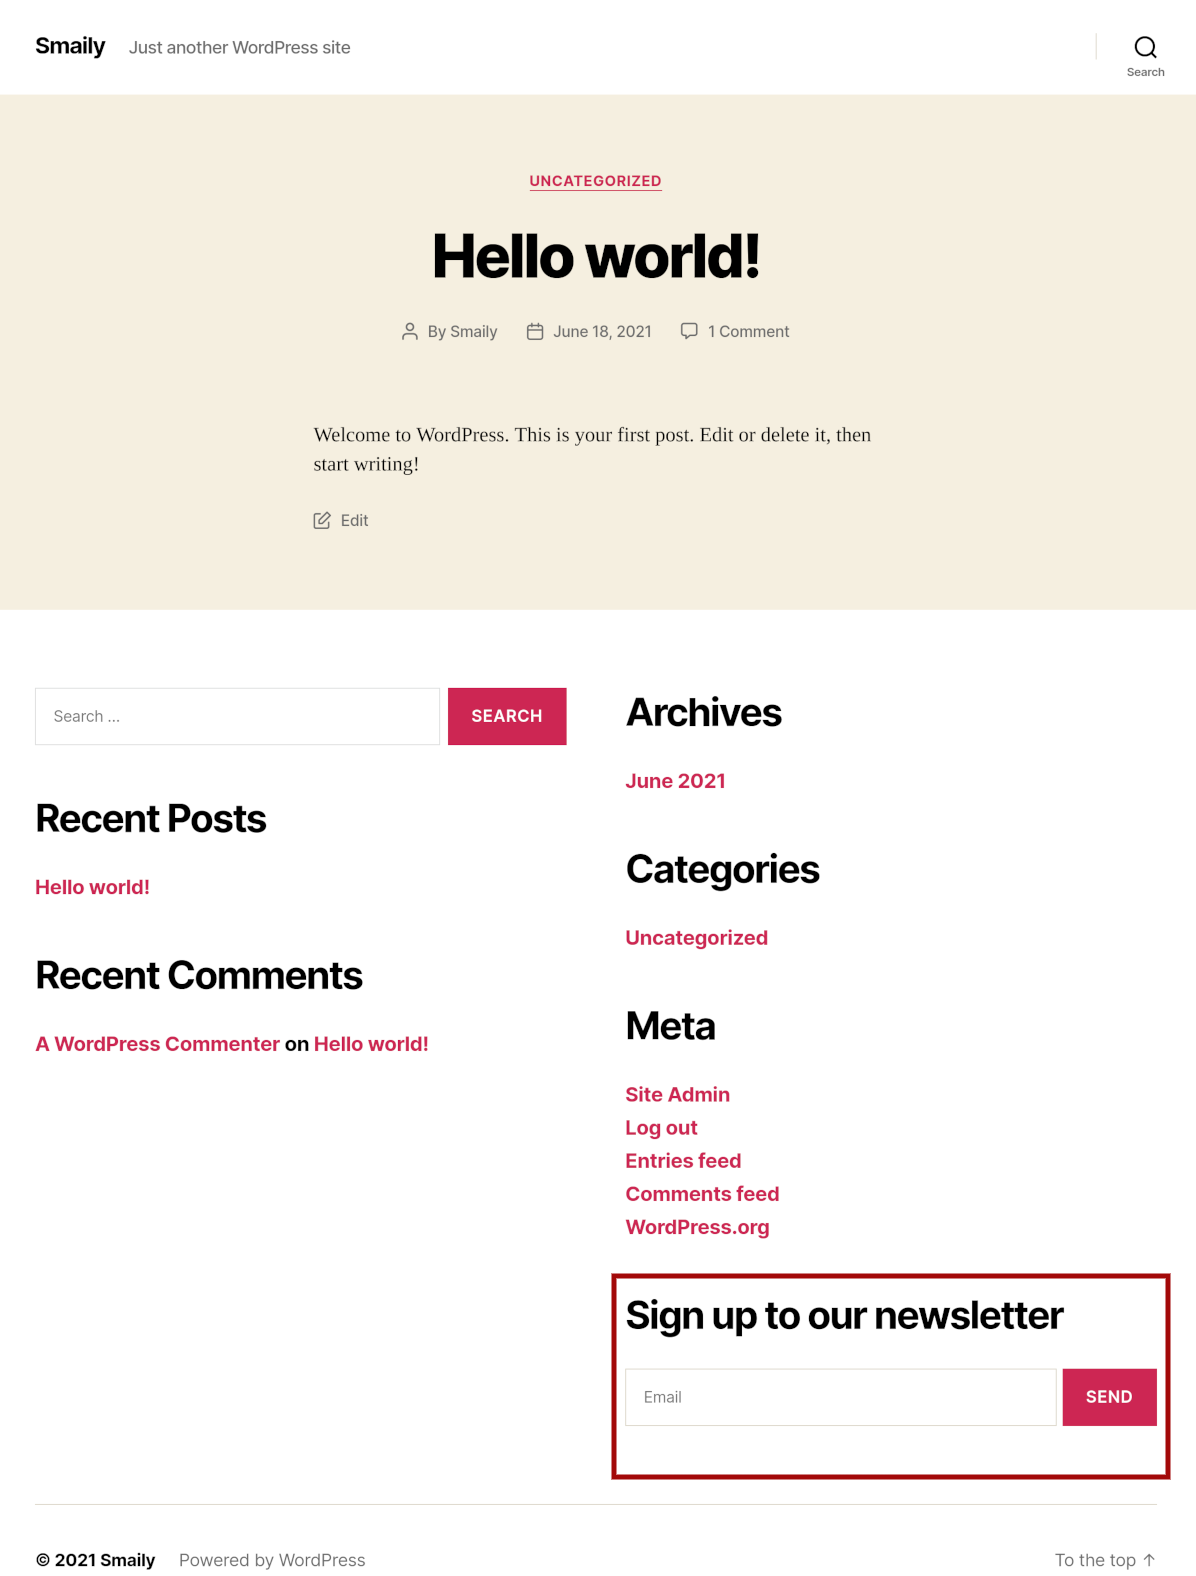 Smaily Just another WordPress site
Search
UNCATEGORIZED
Hello world!
By Smaily June 18, 2021 1 Comment
Welcome to WordPress. This is your first post. Edit or delete it, then
start writing!
Edit
Search …
SEARCH
Recent Posts
Hello world!
Recent Comments
A WordPress Commenter on Hello world!
Archives
June 2021
Categories
Uncategorized
Meta
Site Admin
Log out
Entries feed
Comments feed
WordPress.org
Sign up to our newsletter
Email
SEND
© 2021 Smaily Powered by WordPress
To the top ↑